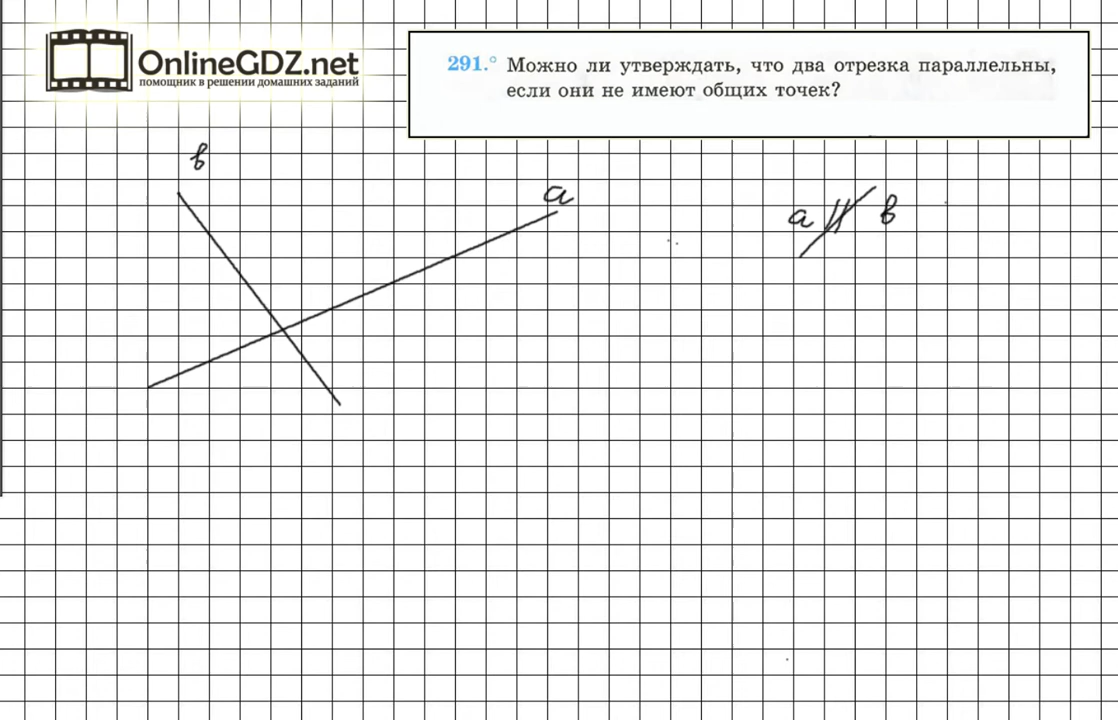 OnlineGDZ.net
помощник в решении домашних заданий
291.° Можно ли утверждать, что два отрезка параллельны,
если они не имеют общих точек?
в
a
a ∦ в